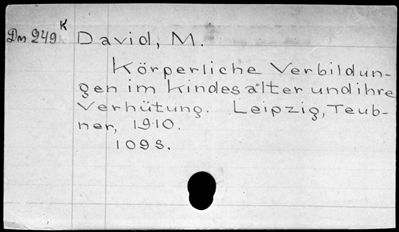 Dm 249 K
David, M.
Körperliche Verbildun-
gen im Kindesalter und ihre
Verhütung. Leipzig, Teub-
ner, 1910.
109 S.